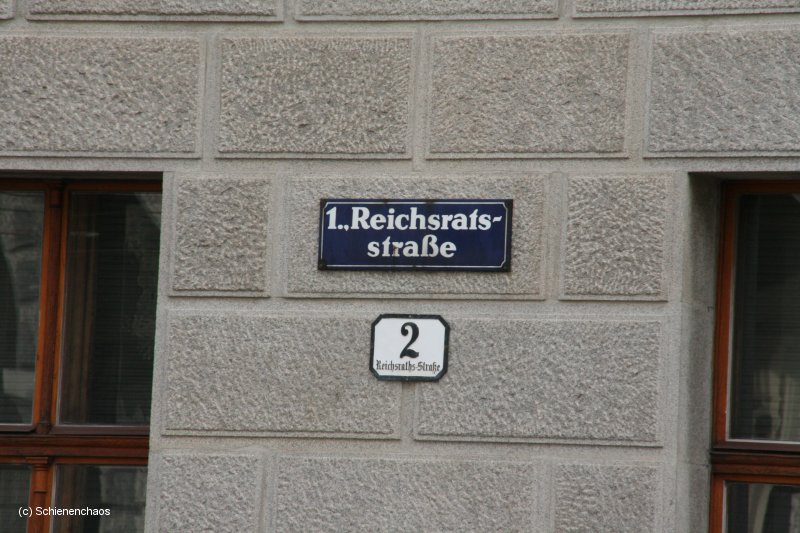 1., Reichsrats-
straße
2
Reichsraths-Straße
(c) Schienenchaos